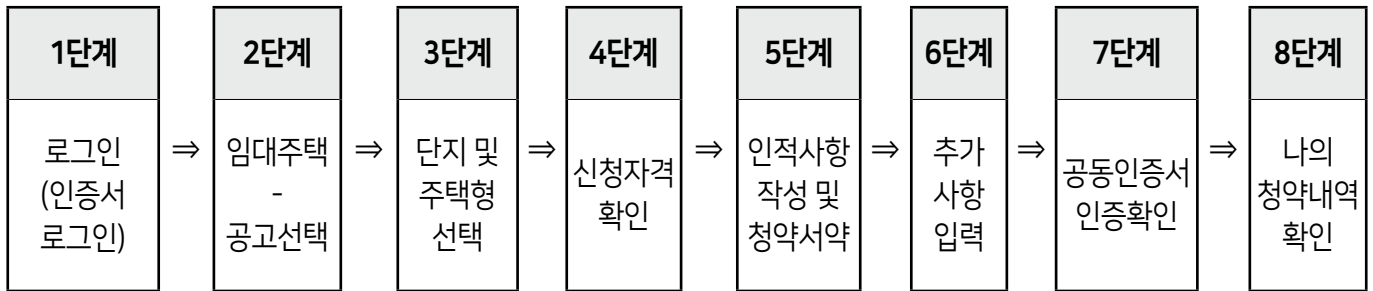 1단계
로그인
(인증서
로그인)
⇒
2단계
임대주택
-
공고선택
⇒
3단계
단지 및
주택형
선택
⇒
4단계
신청자격
확인
⇒
5단계
인적사항
작성 및
청약서약
⇒
6단계
추가
사항
입력
⇒
7단계
공동인증서
인증확인
⇒
8단계
나의
청약내역
확인